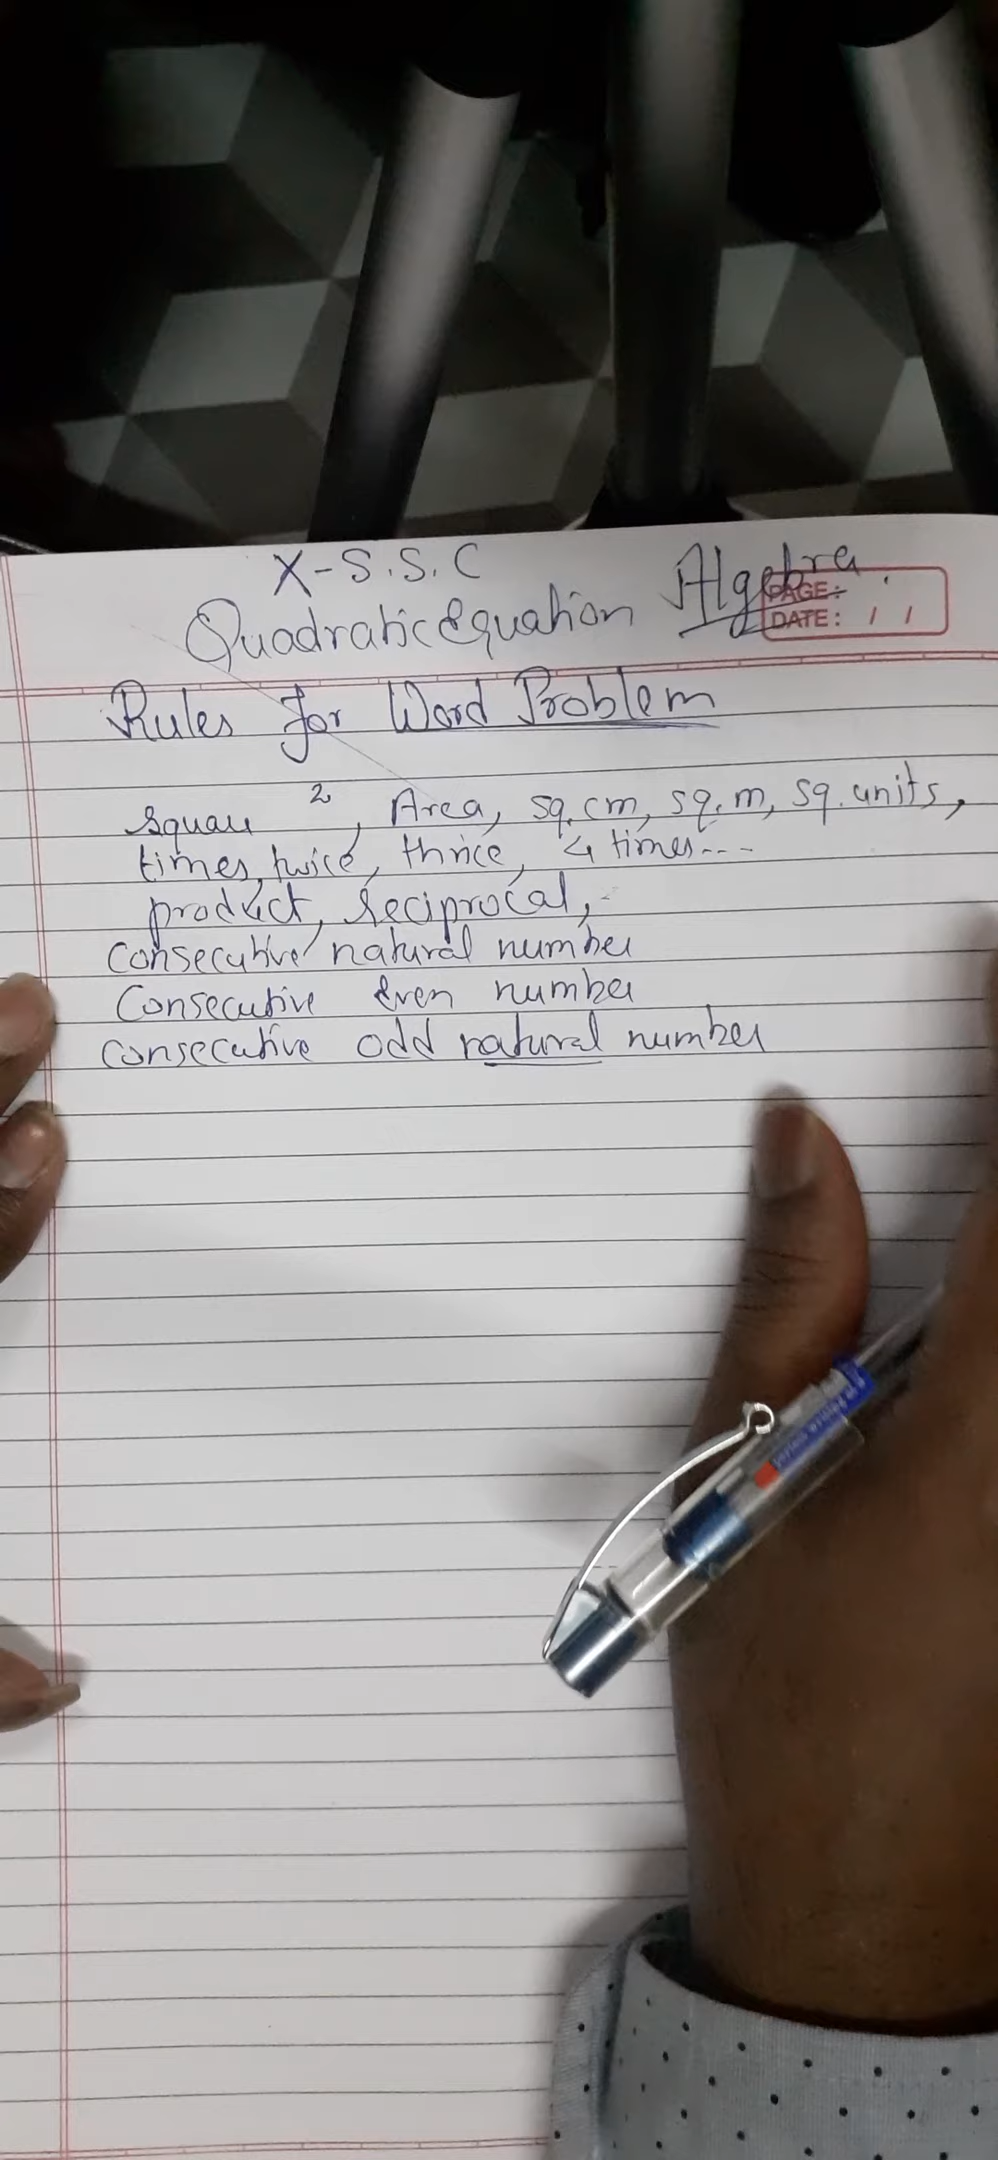 X-S.S.C Algebra
Quadratic Equation
PAGE:
DATE: / /
Rules for Word Problem
square ², Area, sq.cm, sq.m, sq.units,
times, twice, thrice, 4 times...
product, reciprocal,
consecutive natural number
Consecutive even number
consecutive odd natural number